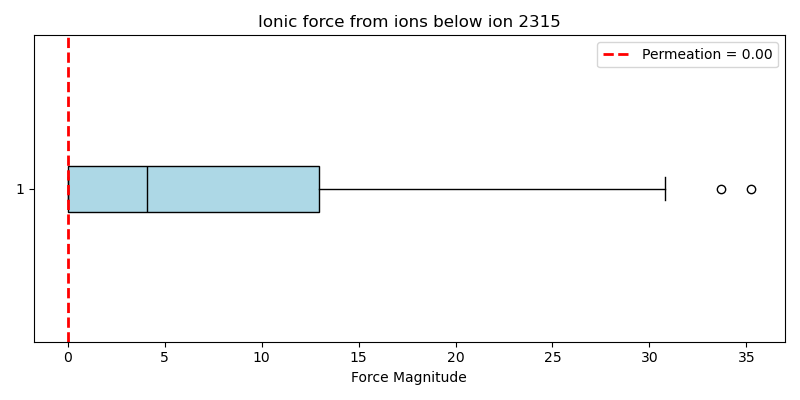 Ionic force from ions below ion 2315
Permeation = 0.00
1
0 5 10 15 20 25 30 35
Force Magnitude